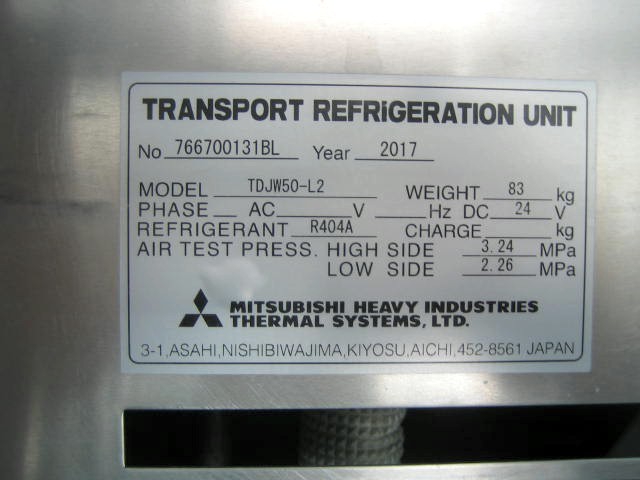 TRANSPORT REFRIGERATION UNIT
No 766700131BL Year 2017
MODEL TDJW50-L2 WEIGHT 83 kg
PHASE AC V Hz DC 24 V
REFRIGERANT R404A CHARGE kg
AIR TEST PRESS. HIGH SIDE 3.24 MPa
LOW SIDE 2.26 MPa
MITSUBISHI HEAVY INDUSTRIES
THERMAL SYSTEMS, LTD.
3-1,ASAHI,NISHIBIWAJIMA,KIYOSU,AICHI,452-8561 JAPAN